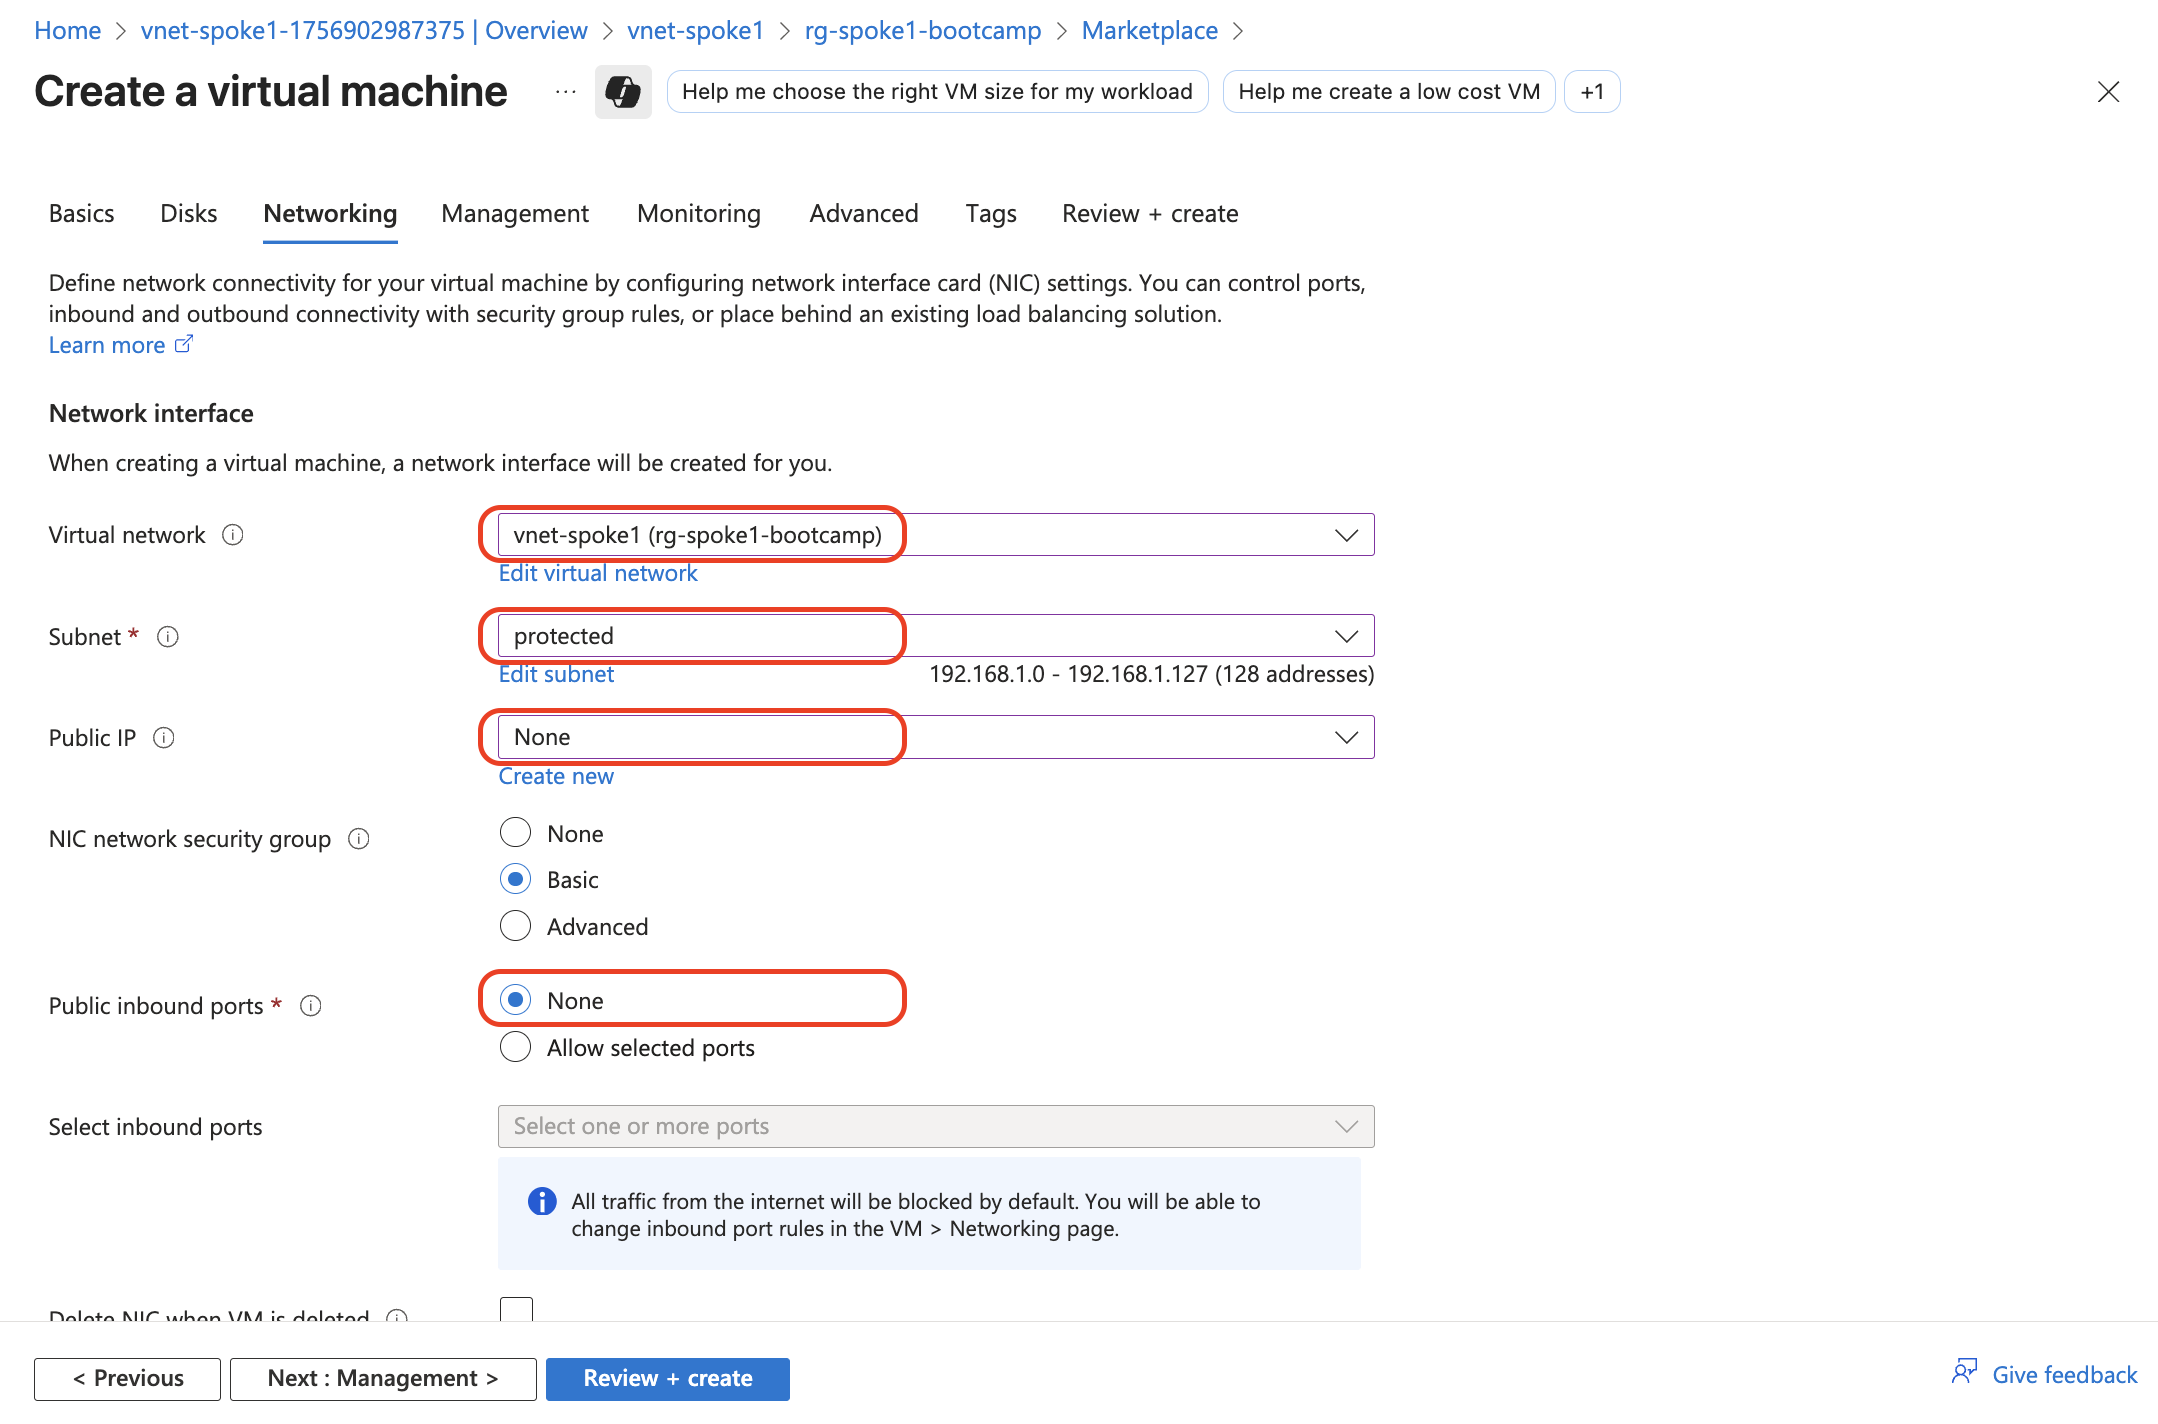 Home > vnet-spoke1-1756902987375 | Overview > vnet-spoke1 > rg-spoke1-bootcamp > Marketplace >
Create a virtual machine ... Help me choose the right VM size for my workload Help me create a low cost VM +1
Basics Disks Networking Management Monitoring Advanced Tags Review + create
Define network connectivity for your virtual machine by configuring network interface card (NIC) settings. You can control ports,
inbound and outbound connectivity with security group rules, or place behind an existing load balancing solution.
Learn more
Network interface
When creating a virtual machine, a network interface will be created for you.
Virtual network vnet-spoke1 (rg-spoke1-bootcamp)
Edit virtual network
Subnet * protected
Edit subnet 192.168.1.0 - 192.168.1.127 (128 addresses)
Public IP None
Create new
NIC network security group None
Basic
Advanced
Public inbound ports * None
Allow selected ports
Select inbound ports Select one or more ports
All traffic from the internet will be blocked by default. You will be able to
change inbound port rules in the VM > Networking page.
Delete NIC when VM is deleted
< Previous Next : Management > Review + create Give feedback